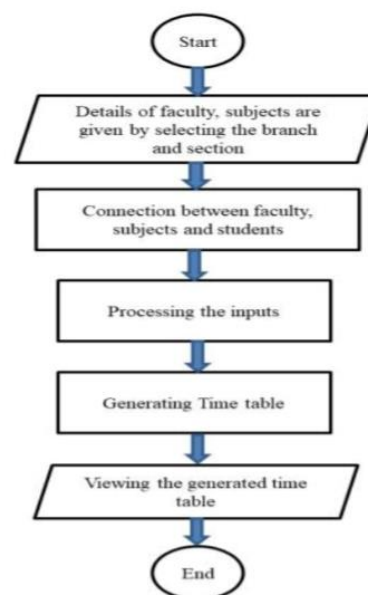 Start
Details of faculty, subjects are
given by selecting the branch
and section
Connection between faculty,
subjects and students
Processing the inputs
Generating Time table
Viewing the generated time
table
End